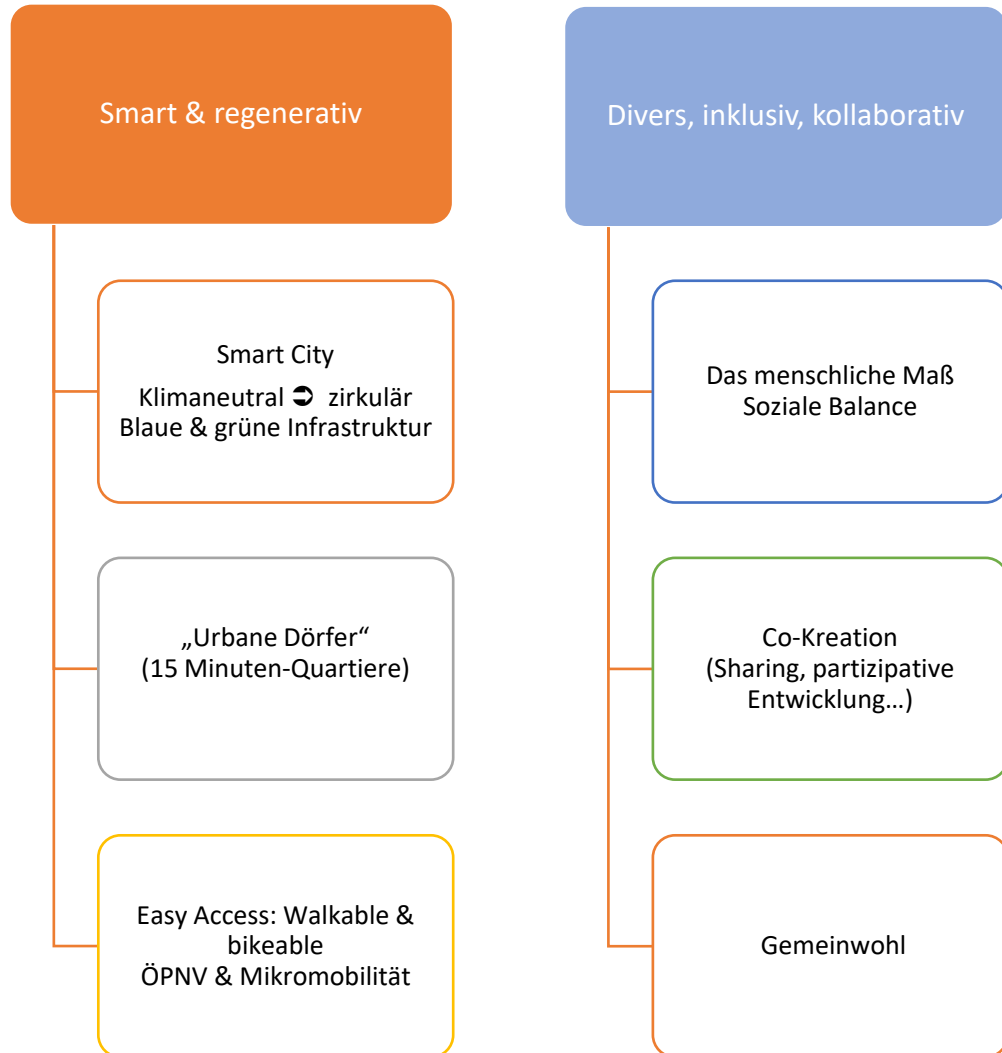 Smart & regenerativ
Smart City
Klimaneutral ➲ zirkulär
Blaue & grüne Infrastruktur
„Urbane Dörfer“
(15 Minuten-Quartiere)
Easy Access: Walkable &
bikeable
ÖPNV & Mikromobilität
Divers, inklusiv, kollaborativ
Das menschliche Maß
Soziale Balance
Co-Kreation
(Sharing, partizipative
Entwicklung…)
Gemeinwohl